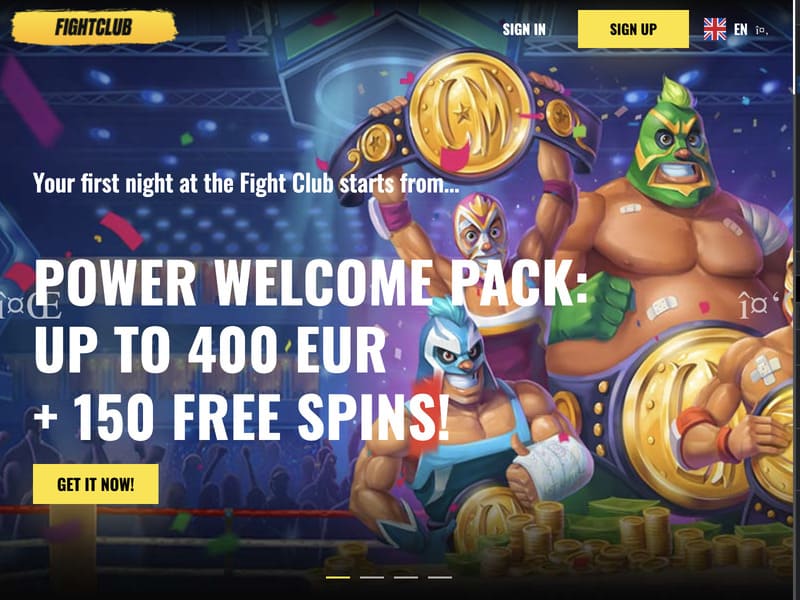 FIGHTCLUB
SIGN IN
SIGN UP
EN
Your first night at the Fight Club starts from...
POWER WELCOME PACK:
UP TO 400 EUR
+ 150 FREE SPINS!
GET IT NOW!